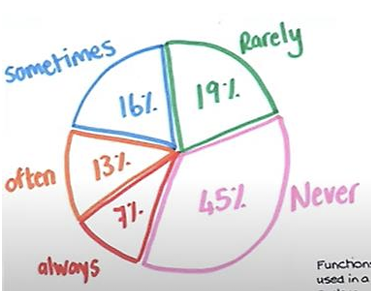 sometimes
Rarely
16%
19%
often
13%
45%
Never
7%
always
Functions
used in a